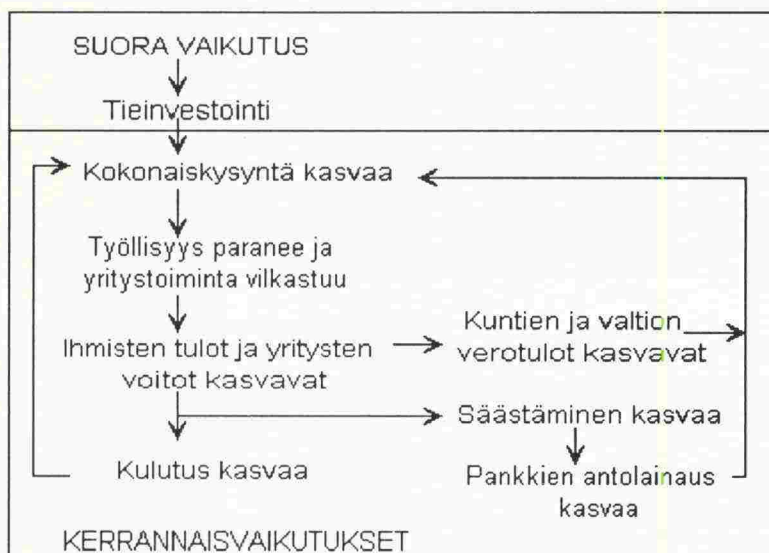 SUORA VAIKUTUS
Tieinvestointi
Kokonaiskysyntä kasvaa
Työllisyys paranee ja
yritystoiminta vilkastuu
Ihmisten tulot ja yritysten
voitot kasvavat
Kuntien ja valtion
verotulot kasvavat
Säästäminen kasvaa
Kulutus kasvaa
Pankkien antolainaus
kasvaa
KERRANNAISVAIKUTUKSET